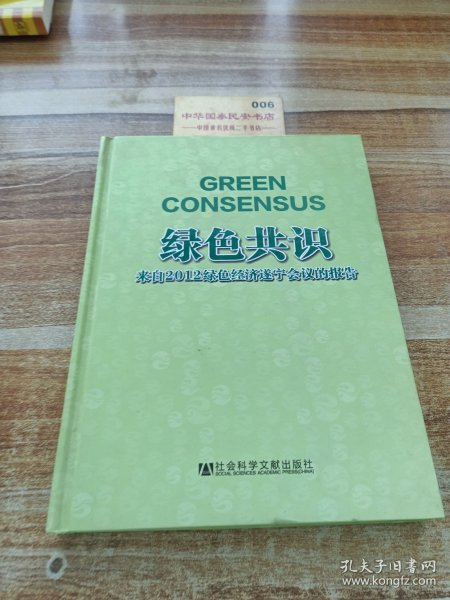 006
中华国泰民安书店
GREEN
CONSENSUS
绿色共识
来自2012绿色经济遂宁会议的报告
社会科学文献出版社
SOCIAL SCIENCES ACADEMIC PRESS(CHINA)
孔夫子旧书网
www.kongfz.com